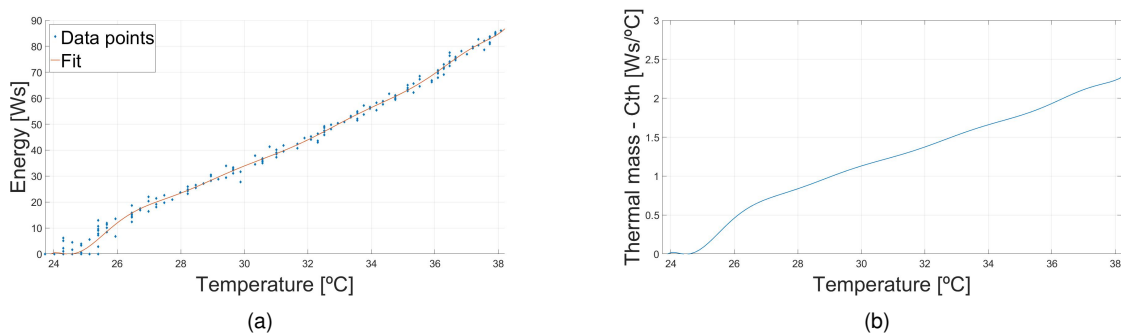 90
80
70
60
50
40
30
20
10
0
Energy [Ws]
Data points
Fit
24 26 28 30 32 34 36 38
Temperature [ºC]
(a)
3
2.5
2
1.5
1
0.5
0
Thermal mass - Cth [Ws/ºC]
24 26 28 30 32 34 36 38
Temperature [ºC]
(b)